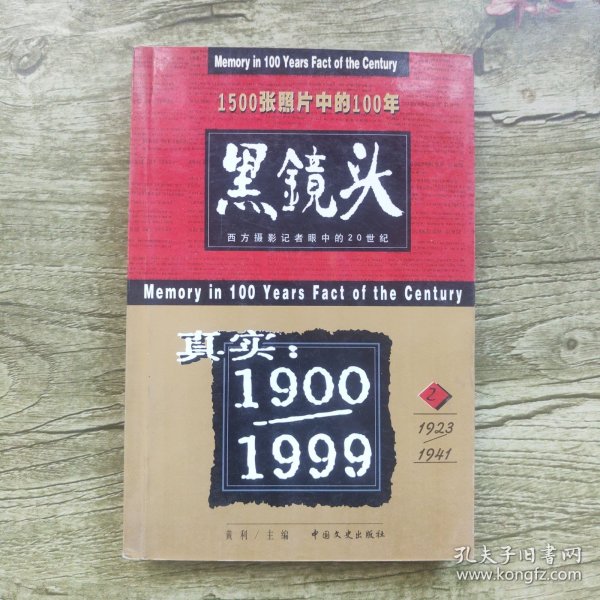 Memory in 100 Years Fact of the Century
1500张照片中的100年
黑鏡头
西方摄影记者眼中的20世纪
Memory in 100 Years Fact of the Century
真实:
1900
1999
2
1923
1941
黄利/主编 中国文史出版社
孔夫子旧书网
www.kongfz.com